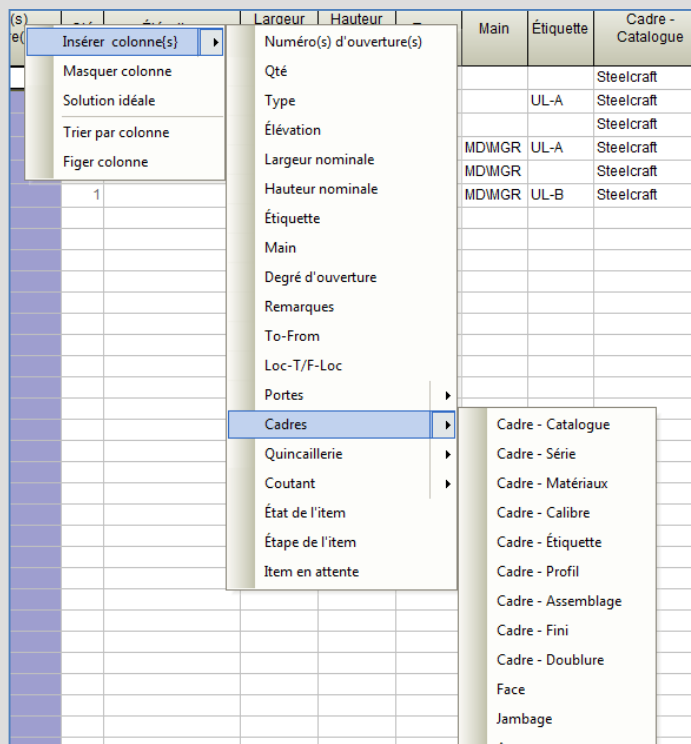 (s)
Largeur
Hauteur
Main
Étiquette
Cadre -
Catalogue
Insérer colonne{s}
Masquer colonne
Solution idéale
Trier par colonne
Figer colonne
Numéro(s) d'ouverture(s)
Qté
Type
Élévation
Largeur nominale
Hauteur nominale
Étiquette
Main
Degré d'ouverture
Remarques
To-From
Loc-T/F-Loc
Portes
Cadres
Quincaillerie
Coutant
État de l'item
Étape de l'item
Item en attente
Cadre - Catalogue
Cadre - Série
Cadre - Matériaux
Cadre - Calibre
Cadre - Étiquette
Cadre - Profil
Cadre - Assemblage
Cadre - Fini
Cadre - Doublure
Face
Jambage
Steelcraft
UL-A Steelcraft
Steelcraft
MD\MGR UL-A Steelcraft
MD\MGR Steelcraft
1 MD\MGR UL-B Steelcraft